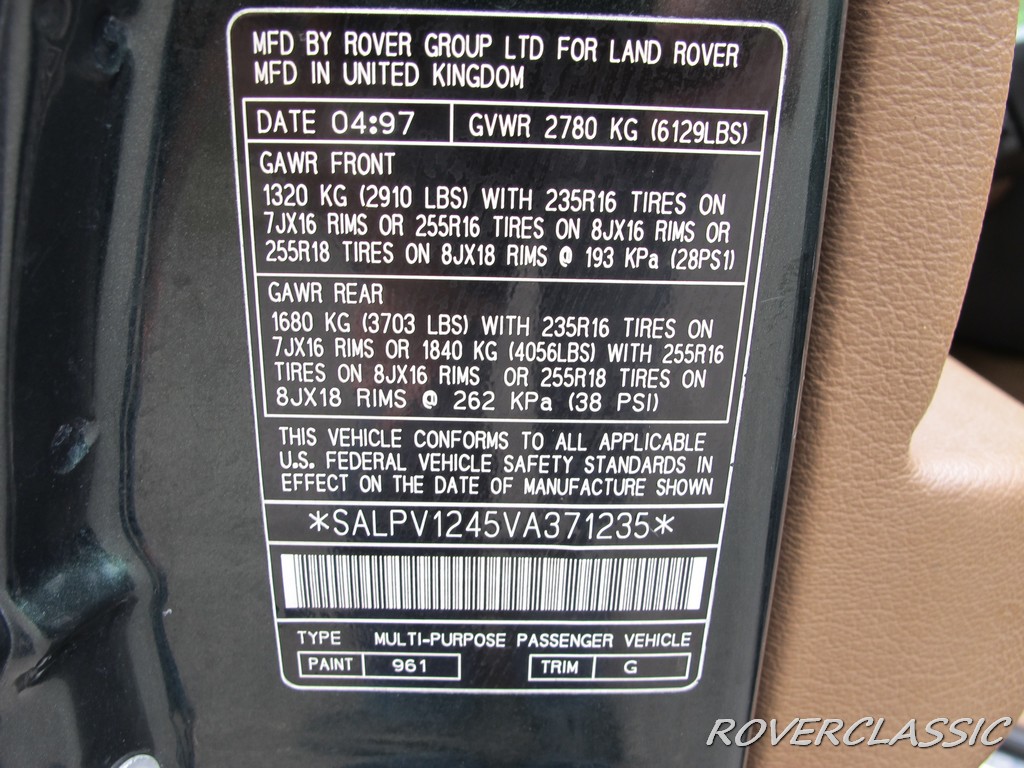 MFD BY ROVER GROUP LTD FOR LAND ROVER
MFD IN UNITED KINGDOM
DATE 04:97 GVWR 2780 KG (6129LBS)
GAWR FRONT
1320 KG (2910 LBS) WITH 235R16 TIRES ON
7JX16 RIMS OR 255R16 TIRES ON 8JX16 RIMS OR
255R18 TIRES ON 8JX18 RIMS @ 193 KPa (28PS1)
GAWR REAR
1680 KG (3703 LBS) WITH 235R16 TIRES ON
7JX16 RIMS OR 1840 KG (4056LBS) WITH 255R16
TIRES ON 8JX16 RIMS OR 255R18 TIRES ON
8JX18 RIMS @ 262 KPa (38 PSI)
THIS VEHICLE CONFORMS TO ALL APPLICABLE
U.S. FEDERAL VEHICLE SAFETY STANDARDS IN
EFFECT ON THE DATE OF MANUFACTURE SHOWN
*SALPV1245VA371235*
TYPE MULTI-PURPOSE PASSENGER VEHICLE
PAINT 961 TRIM G
ROVERCLASSIC